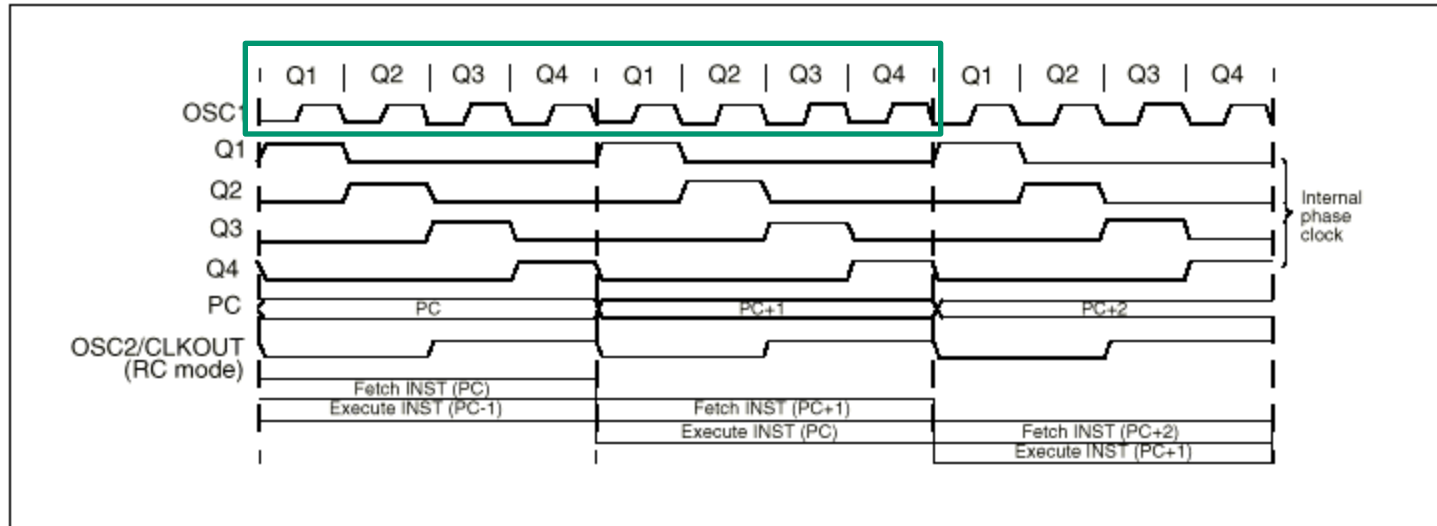 Q1 Q2 Q3 Q4 Q1 Q2 Q3 Q4 Q1 Q2 Q3 Q4
OSC1
Q1
Q2
Q3
Q4
Internal
phase
clock
PC PC PC+1 PC+2
OSC2/CLKOUT
(RC mode)
Fetch INST (PC)
Execute INST (PC-1) Fetch INST (PC+1)
Execute INST (PC) Fetch INST (PC+2)
Execute INST (PC+1)